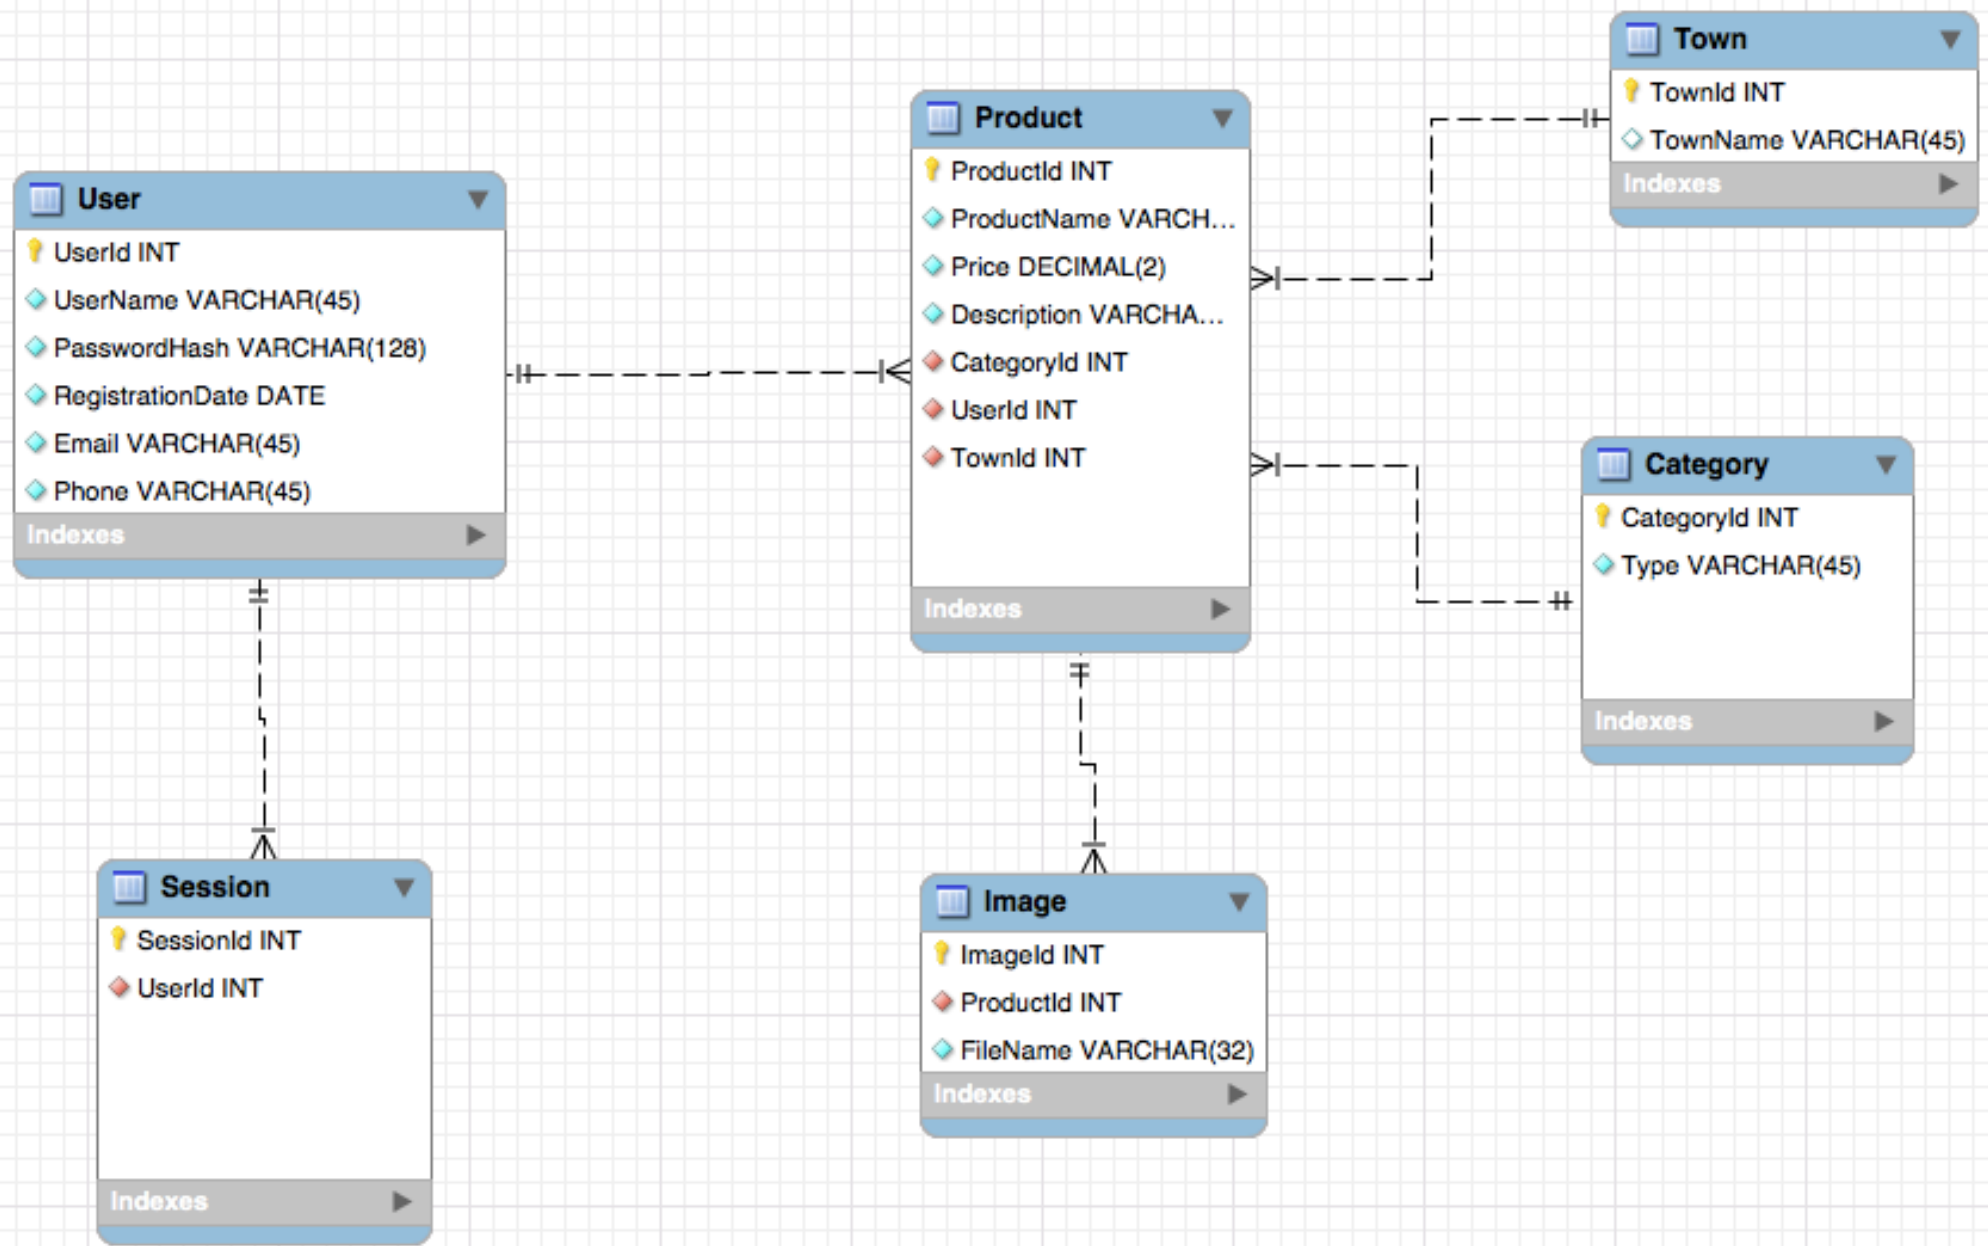 User
UserId INT
UserName VARCHAR(45)
PasswordHash VARCHAR(128)
RegistrationDate DATE
Email VARCHAR(45)
Phone VARCHAR(45)
Indexes
Product
ProductId INT
ProductName VARCH...
Price DECIMAL(2)
Description VARCHA...
CategoryId INT
UserId INT
TownId INT
Indexes
Town
TownId INT
TownName VARCHAR(45)
Indexes
Category
CategoryId INT
Type VARCHAR(45)
Indexes
Session
SessionId INT
UserId INT
Indexes
Image
ImageId INT
ProductId INT
FileName VARCHAR(32)
Indexes